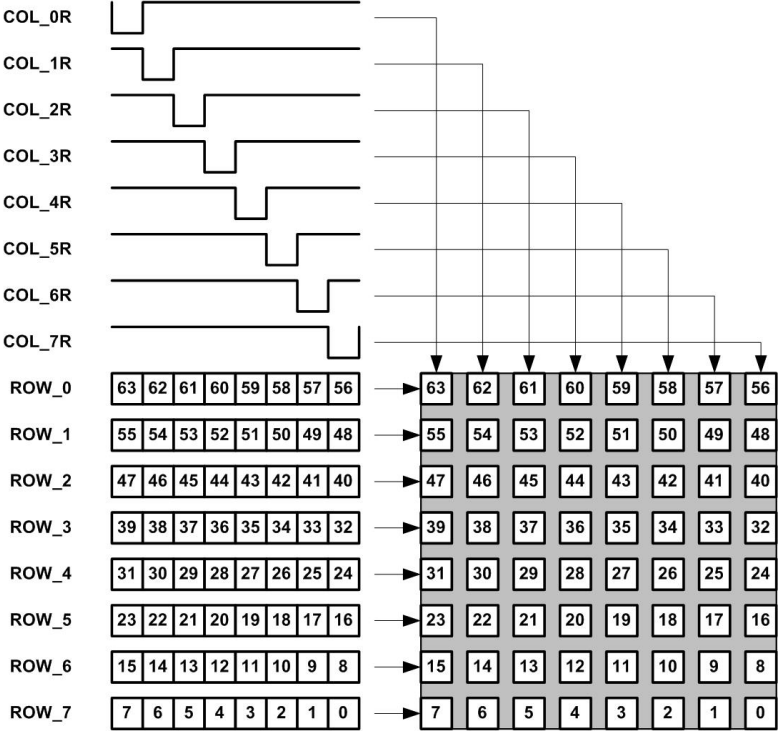 COL_0R
COL_1R
COL_2R
COL_3R
COL_4R
COL_5R
COL_6R
COL_7R
ROW_0 63 62 61 60 59 58 57 56 63 62 61 60 59 58 57 56
ROW_1 55 54 53 52 51 50 49 48 55 54 53 52 51 50 49 48
ROW_2 47 46 45 44 43 42 41 40 47 46 45 44 43 42 41 40
ROW_3 39 38 37 36 35 34 33 32 39 38 37 36 35 34 33 32
ROW_4 31 30 29 28 27 26 25 24 31 30 29 28 27 26 25 24
ROW_5 23 22 21 20 19 18 17 16 23 22 21 20 19 18 17 16
ROW_6 15 14 13 12 11 10 9 8 15 14 13 12 11 10 9 8
ROW_7 7 6 5 4 3 2 1 0 7 6 5 4 3 2 1 0